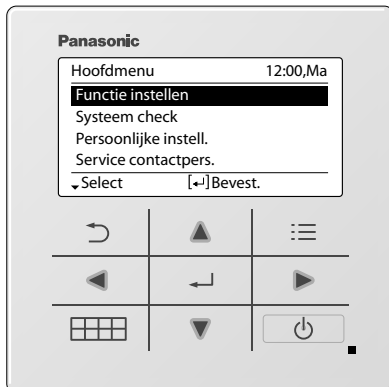 Panasonic
Hoofdmenu 12:00,Ma
Functie instellen
Systeem check
Persoonlijke instell.
Service contactpers.
Select [↵]Bevest.